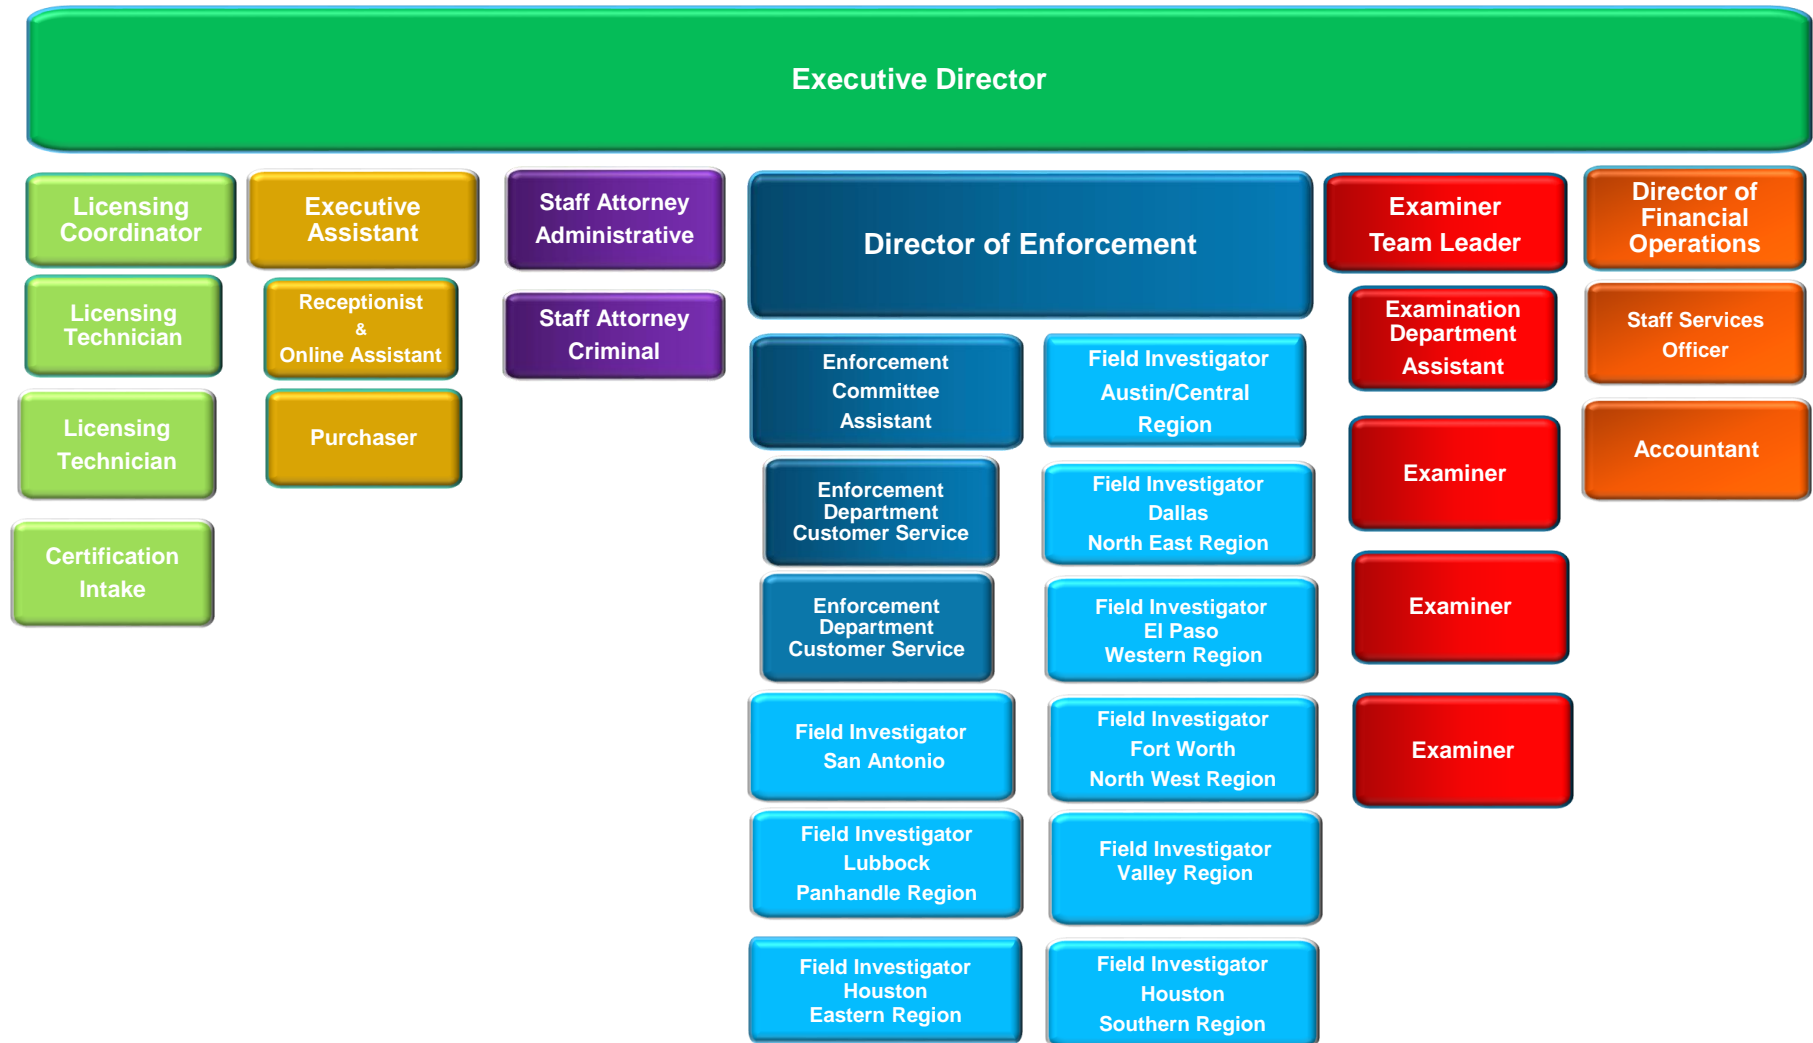 Executive Director
Licensing
Coordinator
Licensing
Technician
Licensing
Technician
Certification
Intake
Executive
Assistant
Receptionist
&
Online Assistant
Purchaser
Staff Attorney
Administrative
Staff Attorney
Criminal
Director of Enforcement
Enforcement
Committee
Assistant
Enforcement
Department
Customer Service
Enforcement
Department
Customer Service
Field Investigator
San Antonio
Field Investigator
Lubbock
Panhandle Region
Field Investigator
Houston
Eastern Region
Field Investigator
Austin/Central
Region
Field Investigator
Dallas
North East Region
Field Investigator
El Paso
Western Region
Field Investigator
Fort Worth
North West Region
Field Investigator
Valley Region
Field Investigator
Houston
Southern Region
Examiner
Team Leader
Examination
Department
Assistant
Examiner
Examiner
Examiner
Director of
Financial
Operations
Staff Services
Officer
Accountant